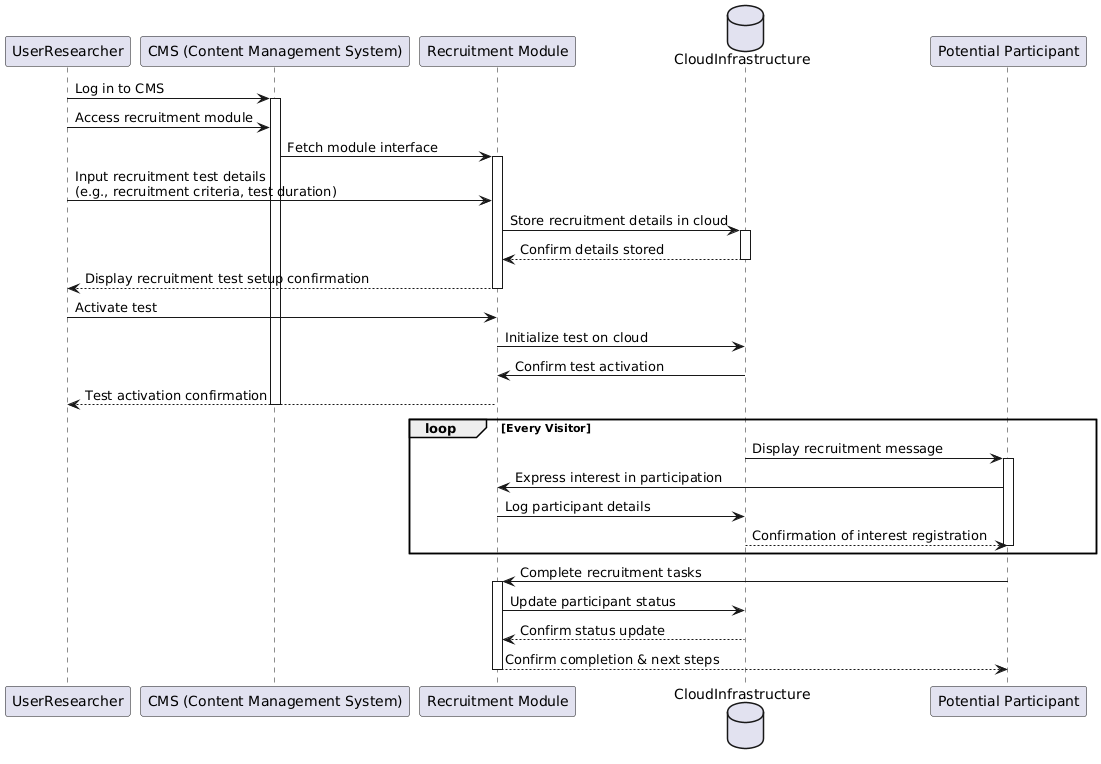 UserResearcher
CMS (Content Management System)
Recruitment Module
CloudInfrastructure
Potential Participant
Log in to CMS
Access recruitment module
Fetch module interface
Input recruitment test details
(e.g., recruitment criteria, test duration)
Store recruitment details in cloud
Confirm details stored
Display recruitment test setup confirmation
Activate test
Initialize test on cloud
Confirm test activation
Test activation confirmation
loop
[Every Visitor]
Display recruitment message
Express interest in participation
Log participant details
Confirmation of interest registration
Complete recruitment tasks
Update participant status
Confirm status update
Confirm completion & next steps
UserResearcher
CMS (Content Management System)
Recruitment Module
CloudInfrastructure
Potential Participant